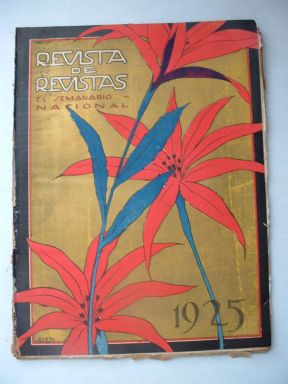 REVISTA
DE
REVISTAS
EL SEMANARIO -
NACIONAL
1925